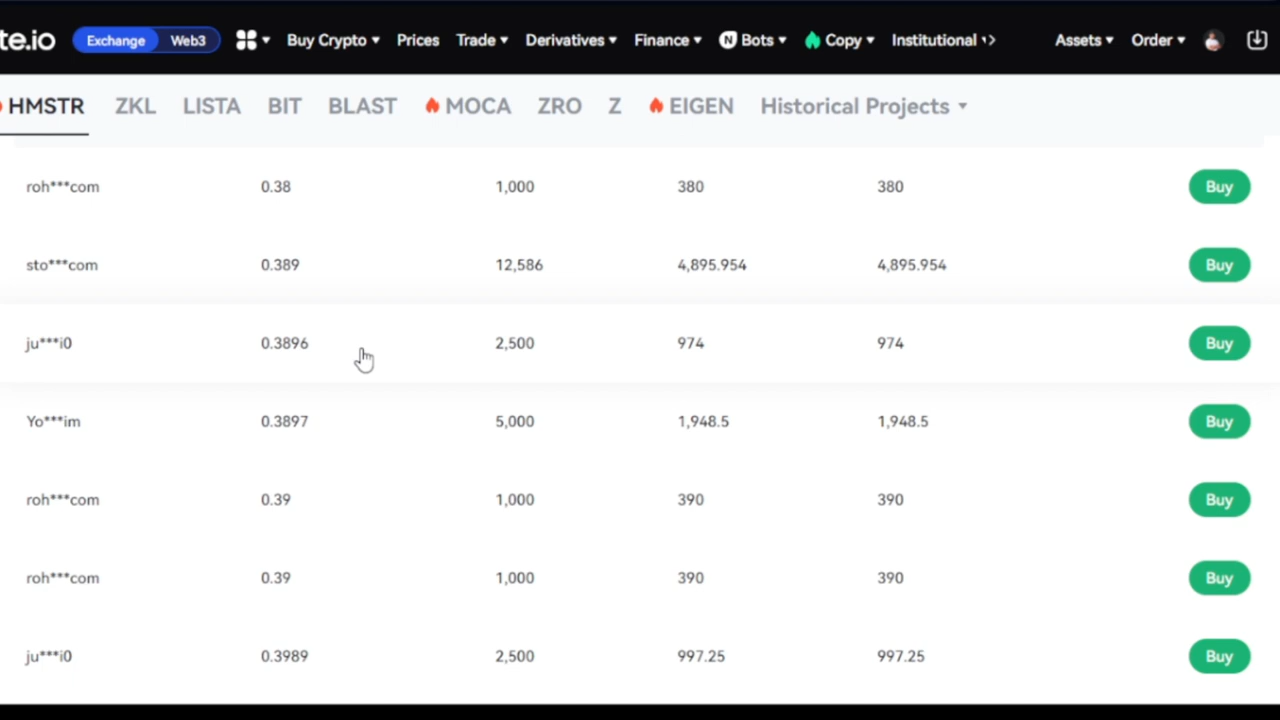 te.io Exchange Web3 Buy Crypto Prices Trade Derivatives Finance N Bots Copy Institutional Assets Order
HMSTR ZKL LISTA BIT BLAST MOCA ZRO Z EIGEN Historical Projects
roh***com 0.38 1,000 380 380 Buy
sto***com 0.389 12,586 4,895.954 4,895.954 Buy
ju***i0 0.3896 2,500 974 974 Buy
Yo***im 0.3897 5,000 1,948.5 1,948.5 Buy
roh***com 0.39 1,000 390 390 Buy
roh***com 0.39 1,000 390 390 Buy
ju***i0 0.3989 2,500 997.25 997.25 Buy